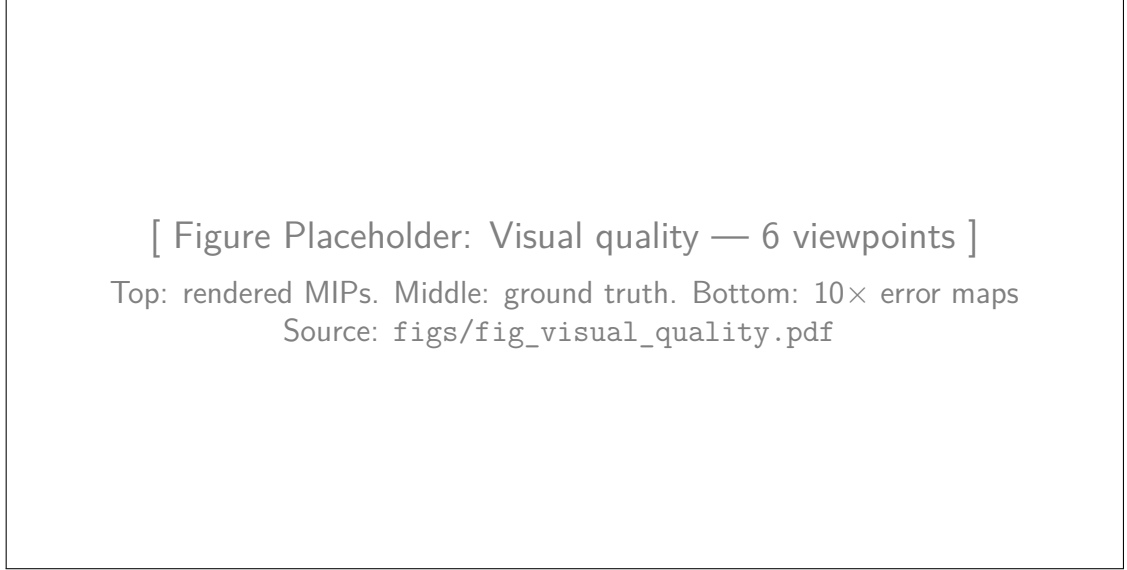 [ Figure Placeholder: Visual quality — 6 viewpoints ]
Top: rendered MIPs. Middle: ground truth. Bottom: 10× error maps
Source: figs/fig_visual_quality.pdf